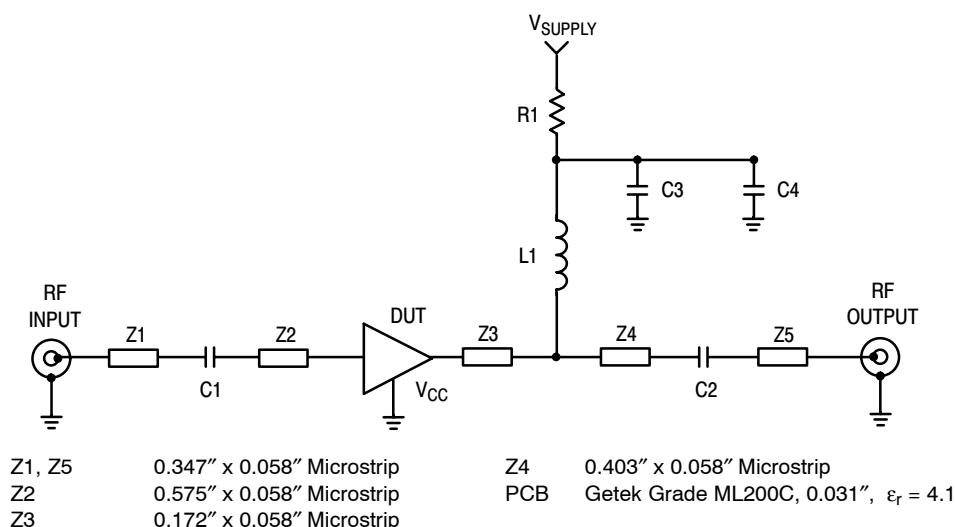 VSUPPLY
R1
C3
C4
L1
RF
INPUT
Z1
C1
Z2
DUT
VCC
Z3
Z4
C2
Z5
RF
OUTPUT
Z1, Z5 0.347″ x 0.058″ Microstrip
Z2 0.575″ x 0.058″ Microstrip
Z3 0.172″ x 0.058″ Microstrip
Z4 0.403″ x 0.058″ Microstrip
PCB Getek Grade ML200C, 0.031″, εr = 4.1